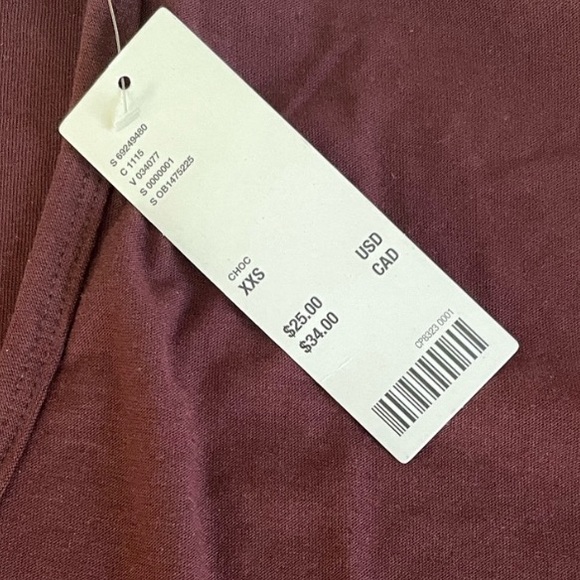 S 69249480
C 1115
V 034077
S 0000001
S OB1475225
CHOC
XXS
$25.00 USD
$34.00 CAD
CP8323 0001